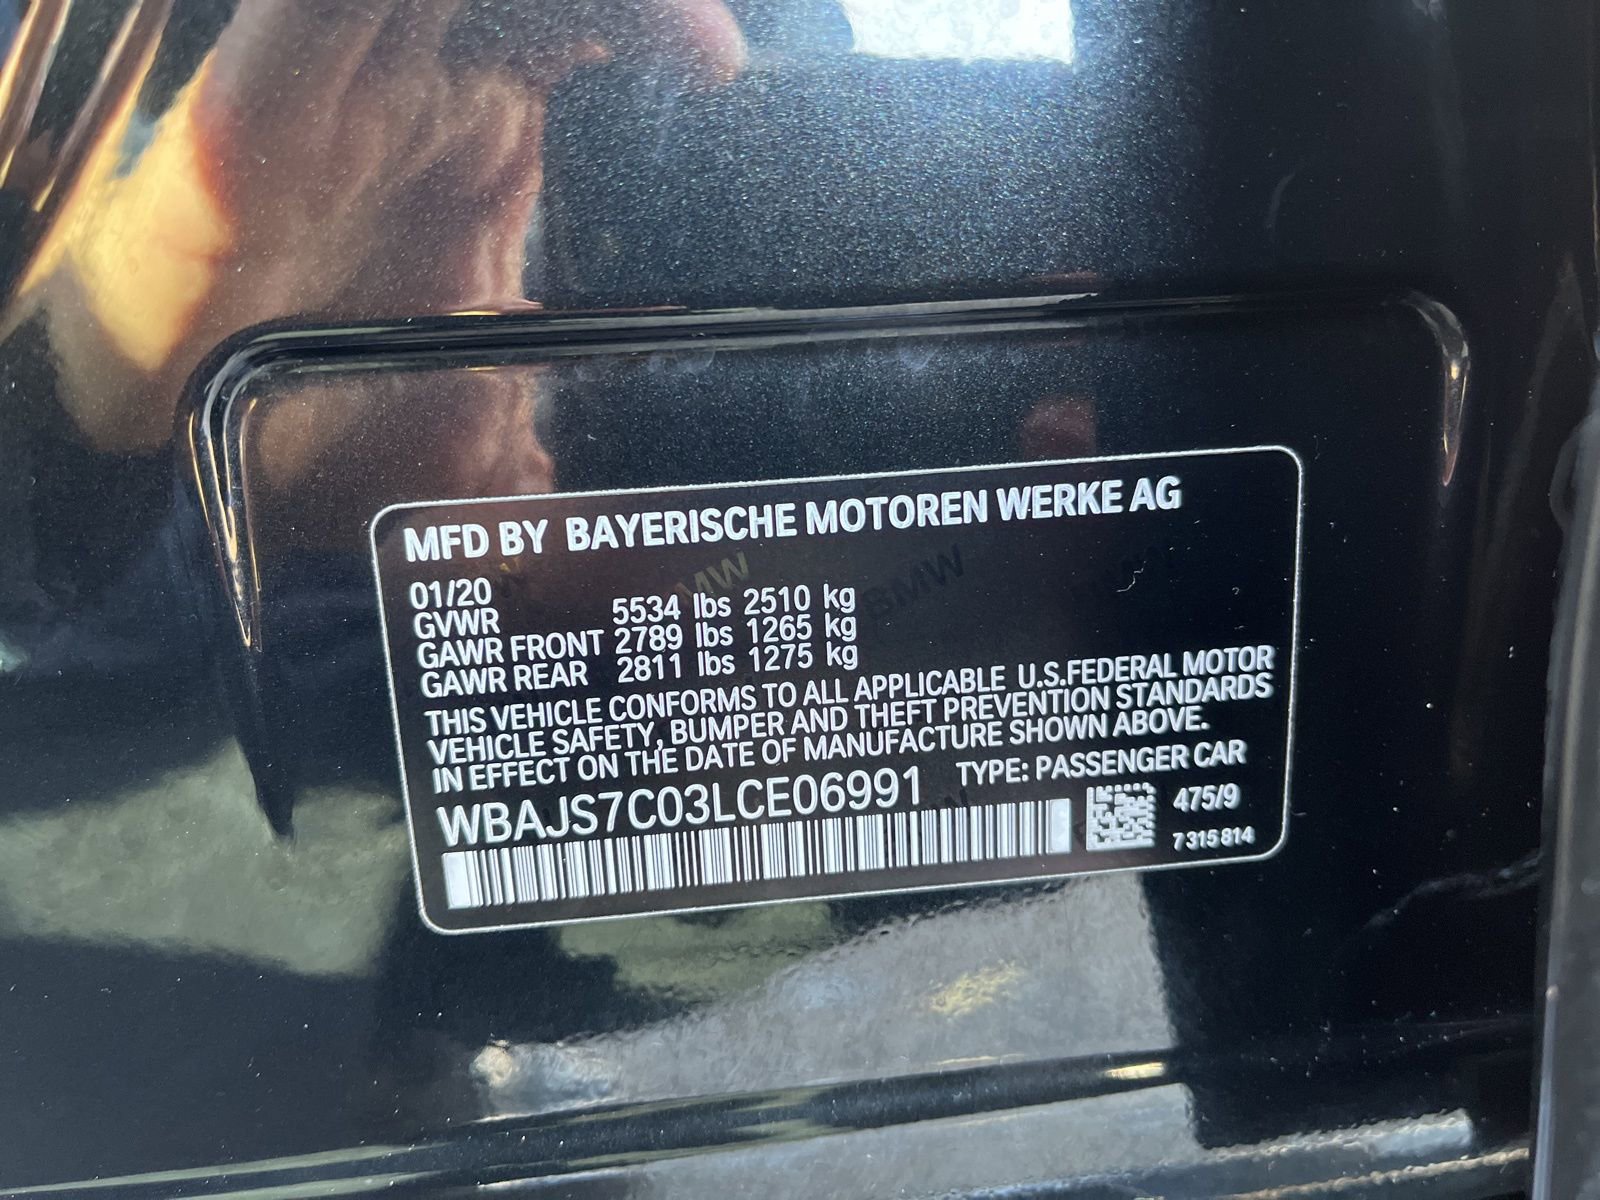 MFD BY BAYERISCHE MOTOREN WERKE AG
01/20
GVWR 5534 lbs 2510 kg
GAWR FRONT 2789 lbs 1265 kg
GAWR REAR 2811 lbs 1275 kg
THIS VEHICLE CONFORMS TO ALL APPLICABLE U.S.FEDERAL MOTOR
VEHICLE SAFETY, BUMPER AND THEFT PREVENTION STANDARDS
IN EFFECT ON THE DATE OF MANUFACTURE SHOWN ABOVE.
WBAJS7C03LCE06991 TYPE: PASSENGER CAR
475/9
7 315 814